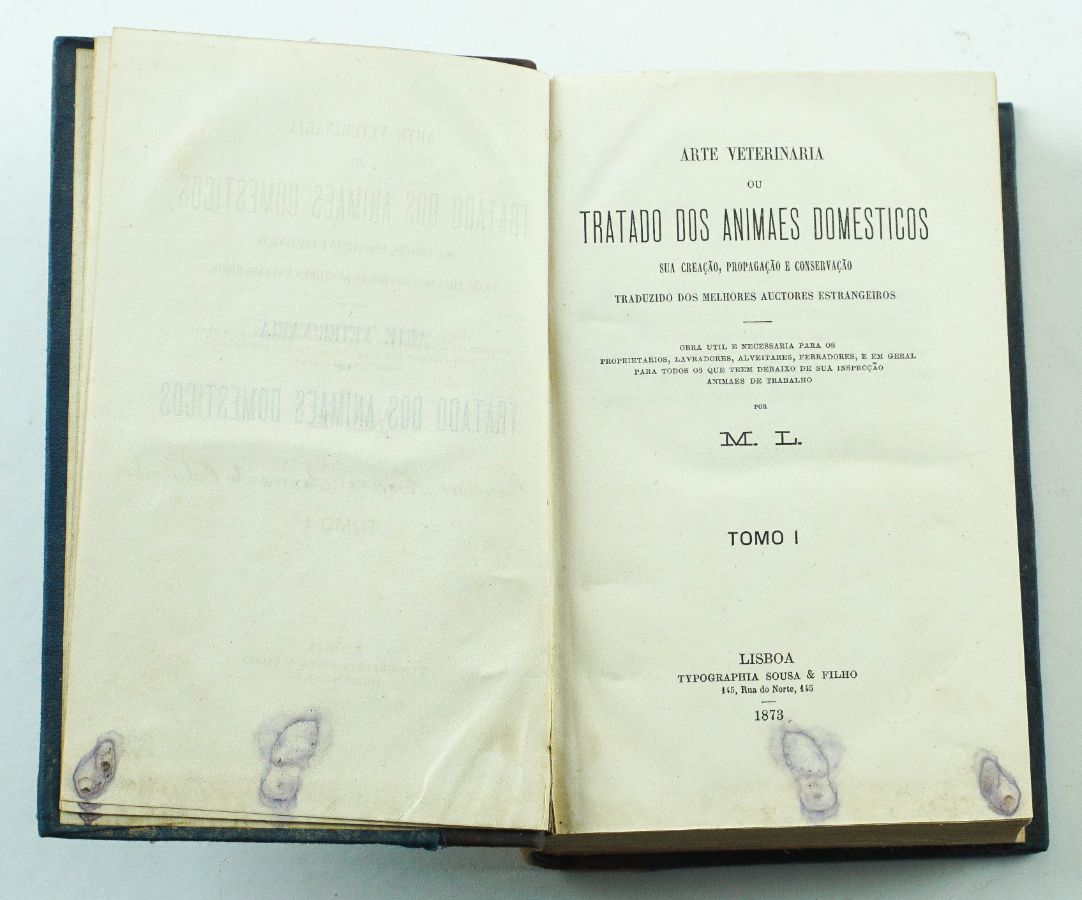 ARTE VETERINARIA
OU
TRATADO DOS ANIMAES DOMESTICOS
SUA CREAÇÃO, PROPAGAÇÃO E CONSERVAÇÃO
TRADUZIDO DOS MELHORES AUCTORES ESTRANGEIROS
OBRA UTIL E NECESSARIA PARA OS
PROPRIETARIOS, LAVRADORES, ALVEITARES, FERRADORES, E EM GERAL
PARA TODOS OS QUE TEEM DEBAIXO DE SUA INSPECÇÃO
ANIMAES DE TRABALHO
POR
M. L.
TOMO I
LISBOA
TYPOGRAPHIA SOUSA & FILHO
145, Rua do Norte, 145
1873